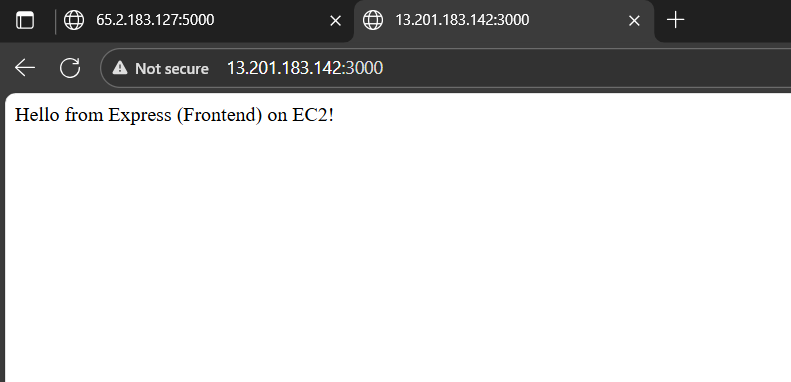 65.2.183.127:5000
13.201.183.142:3000
Not secure 13.201.183.142:3000
Hello from Express (Frontend) on EC2!